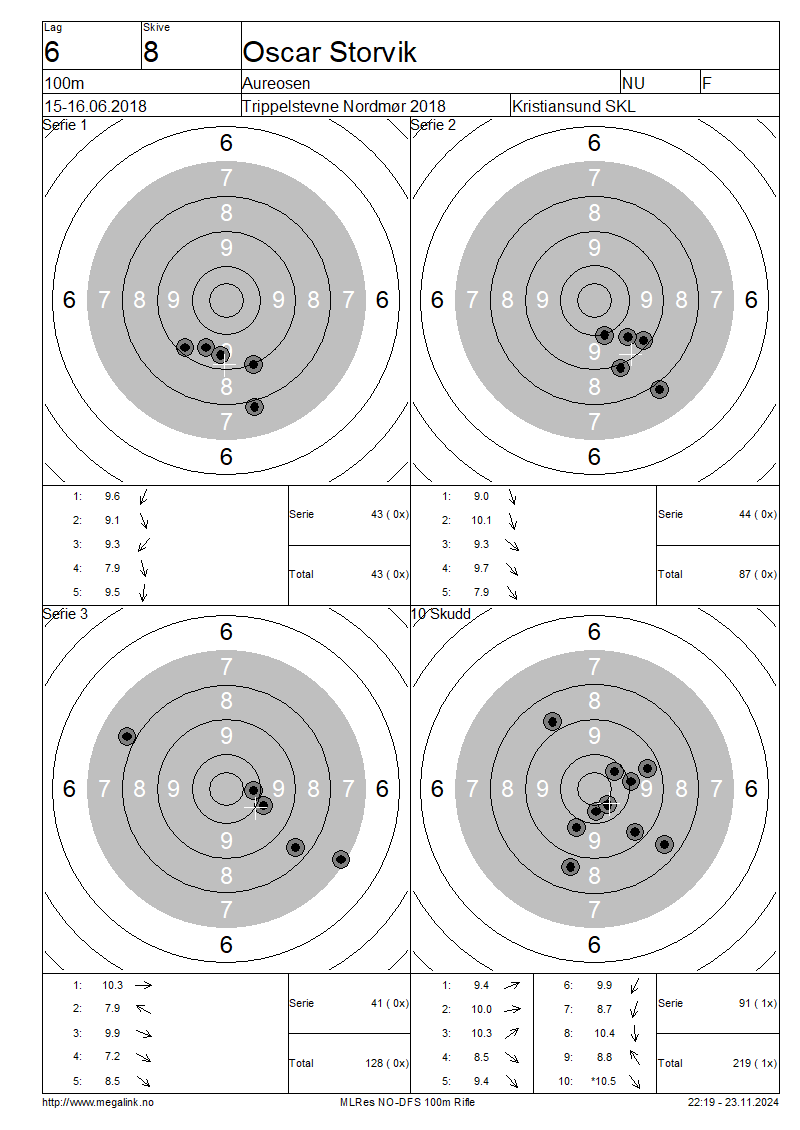 Lag Skive
6 8 Oscar Storvik
100m Aureosen NU F
15-16.06.2018 Trippelstevne Nordmør 2018 Kristiansund SKL
Serie 1 Serie 2
6 6
7 7
8 8
9 9
6 7 8 9 9 8 7 6 6 7 8 9 9 8 7 6
9 9
8 8
7 7
6 6
1: 9.6 1: 9.0
2: 9.1 Serie 43 ( 0x) 2: 10.1 Serie 44 ( 0x)
3: 9.3 3: 9.3
4: 7.9 Total 43 ( 0x) 4: 9.7 Total 87 ( 0x)
5: 9.5 5: 7.9
Serie 3 10 Skudd
6 6
7 7
8 8
9 9
6 7 8 9 9 8 7 6 6 7 8 9 9 8 7 6
9
8 8
7 7
6 6
1: 10.3 1: 9.4 6: 9.9
2: 7.9 Serie 41 ( 0x) 2: 10.0 7: 8.7 Serie 91 ( 1x)
3: 9.9 3: 10.3 8: 10.4
4: 7.2 Total 128 ( 0x) 4: 8.5 9: 8.8 Total 219 ( 1x)
5: 8.5 5: 9.4 10: *10.5
http://www.megalink.no MLRes NO-DFS 100m Rifle 22:19 - 23.11.2024